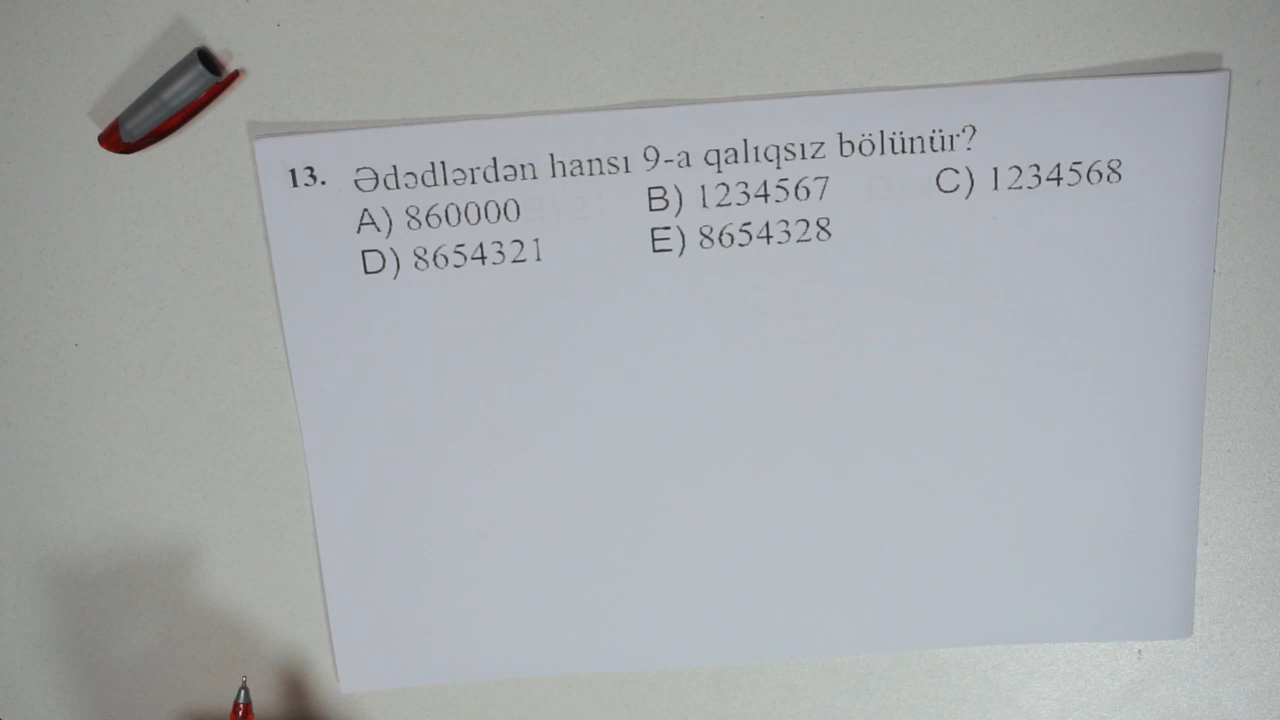 13. Ədədlərdən hansı 9-a qalıqsız bölünür?
A) 860000 B) 1234567 C) 1234568
D) 8654321 E) 8654328